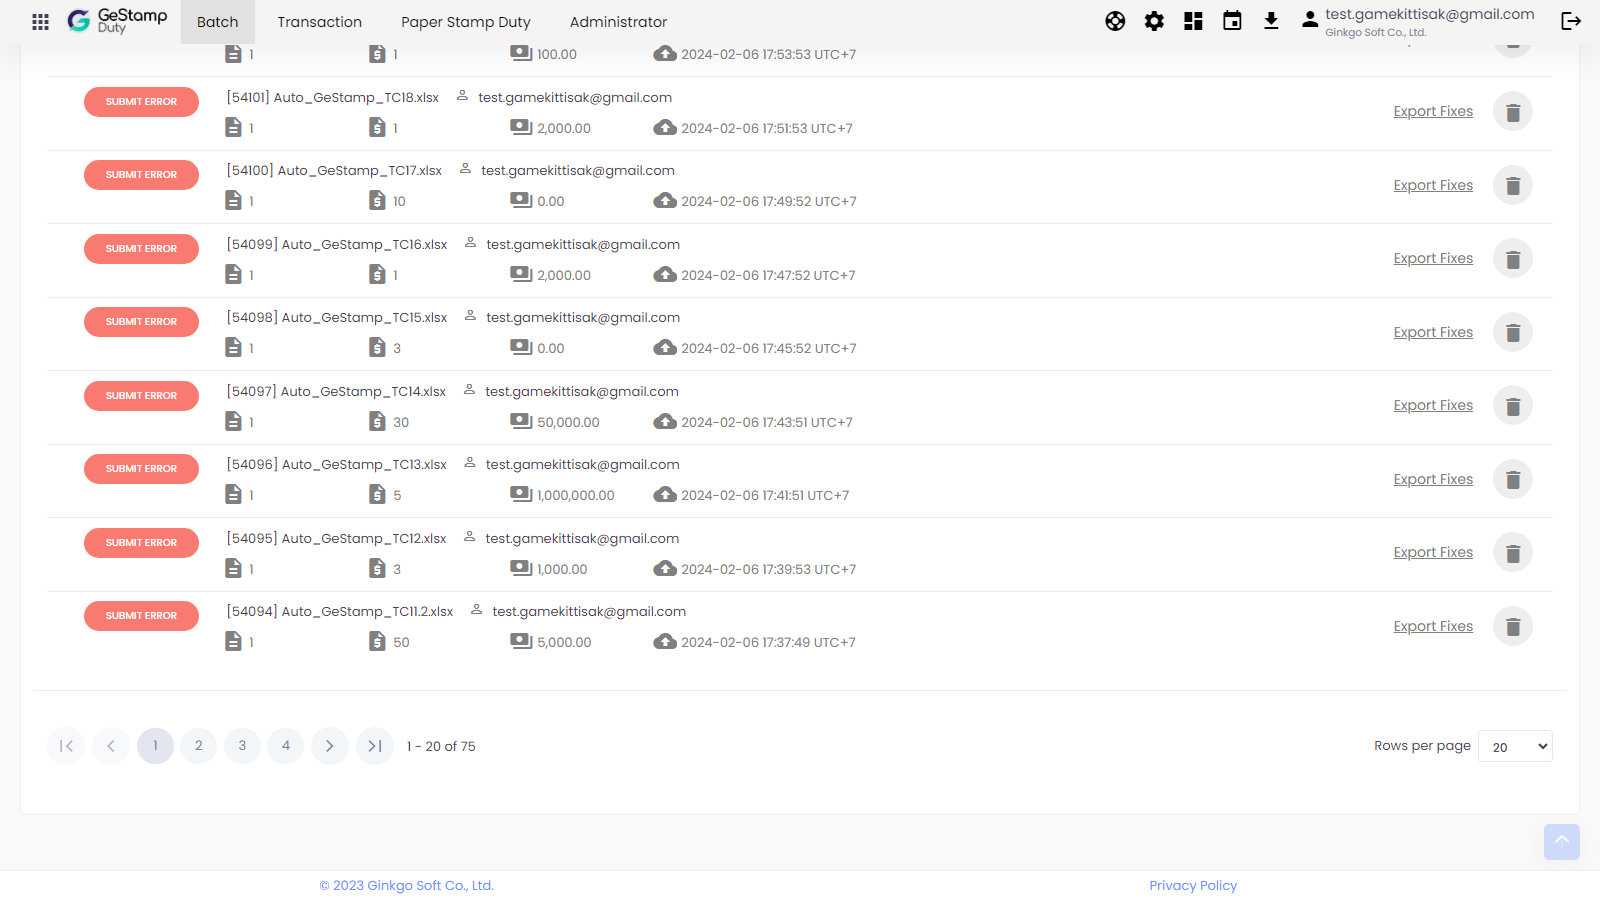 GeStamp
Duty
Batch
Transaction
Paper Stamp Duty
Administrator
test.gamekittisak@gmail.com
Ginkgo Soft Co., Ltd.
1
1
100.00
2024-02-06 17:53:53 UTC+7
SUBMIT ERROR
[54101] Auto_GeStamp_TC18.xlsx
test.gamekittisak@gmail.com
1
1
2,000.00
2024-02-06 17:51:53 UTC+7
Export Fixes
SUBMIT ERROR
[54100] Auto_GeStamp_TC17.xlsx
test.gamekittisak@gmail.com
1
10
0.00
2024-02-06 17:49:52 UTC+7
Export Fixes
SUBMIT ERROR
[54099] Auto_GeStamp_TC16.xlsx
test.gamekittisak@gmail.com
1
1
2,000.00
2024-02-06 17:47:52 UTC+7
Export Fixes
SUBMIT ERROR
[54098] Auto_GeStamp_TC15.xlsx
test.gamekittisak@gmail.com
1
3
0.00
2024-02-06 17:45:52 UTC+7
Export Fixes
SUBMIT ERROR
[54097] Auto_GeStamp_TC14.xlsx
test.gamekittisak@gmail.com
1
30
50,000.00
2024-02-06 17:43:51 UTC+7
Export Fixes
SUBMIT ERROR
[54096] Auto_GeStamp_TC13.xlsx
test.gamekittisak@gmail.com
1
5
1,000,000.00
2024-02-06 17:41:51 UTC+7
Export Fixes
SUBMIT ERROR
[54095] Auto_GeStamp_TC12.xlsx
test.gamekittisak@gmail.com
1
3
1,000.00
2024-02-06 17:39:53 UTC+7
Export Fixes
SUBMIT ERROR
[54094] Auto_GeStamp_TC11.2.xlsx
test.gamekittisak@gmail.com
1
50
5,000.00
2024-02-06 17:37:49 UTC+7
Export Fixes
1
2
3
4
1 - 20 of 75
Rows per page
20
© 2023 Ginkgo Soft Co., Ltd.
Privacy Policy